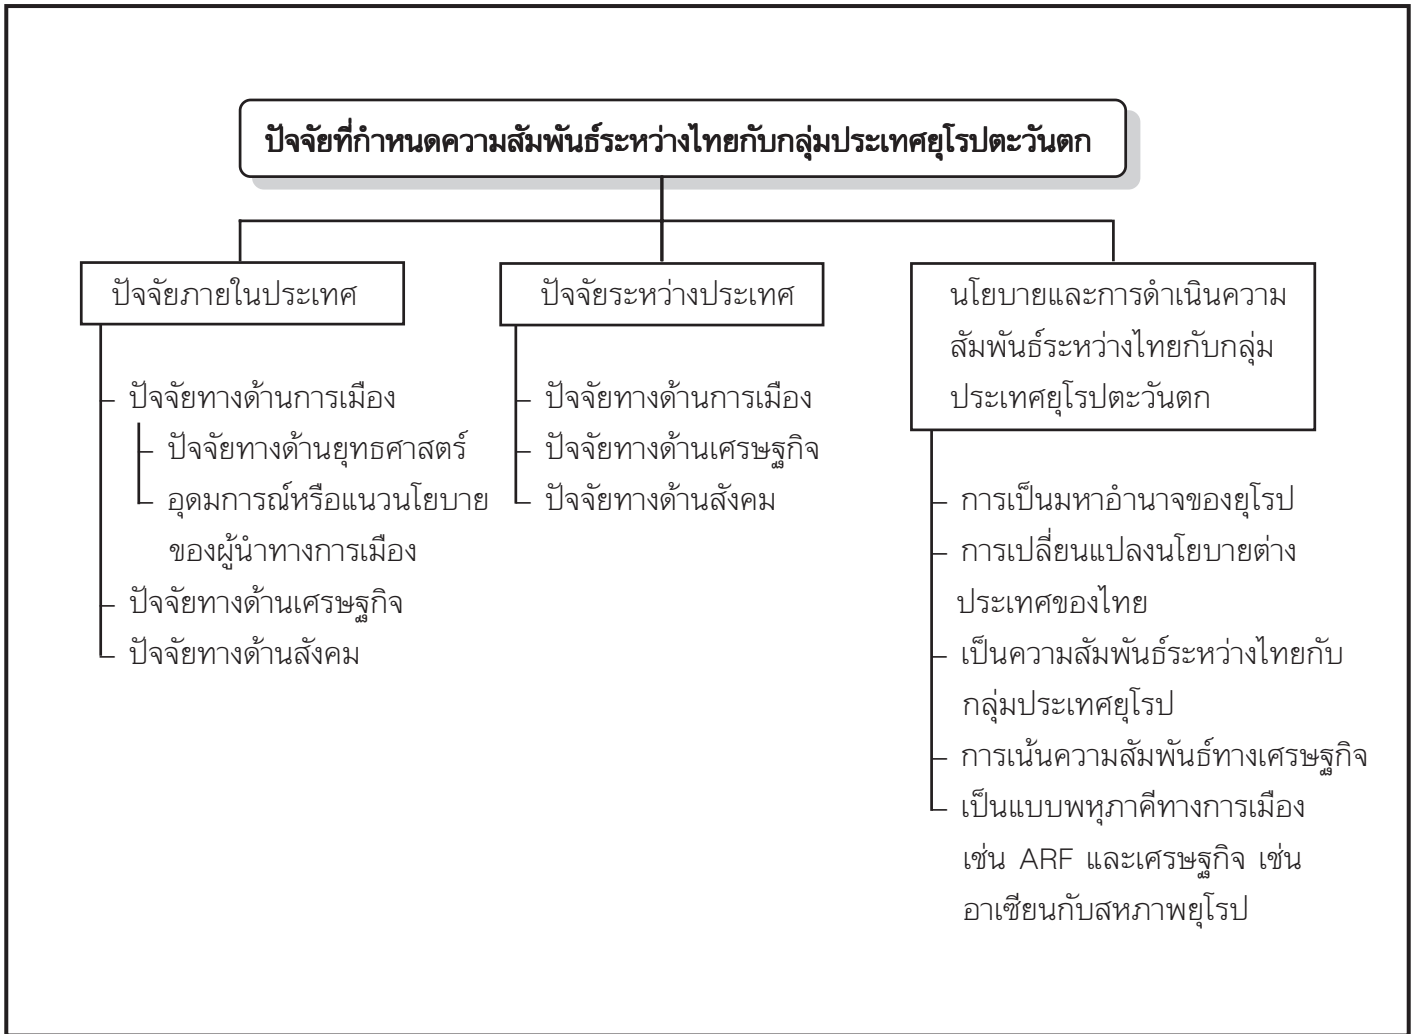 ปัจจัยที่กำหนดความสัมพันธ์ระหว่างไทยกับกลุ่มประเทศยุโรปตะวันตก
ปัจจัยภายในประเทศ
ปัจจัยทางด้านการเมือง
ปัจจัยทางด้านยุทธศาสตร์
อุดมการณ์หรือแนวนโยบาย
ของผู้นำทางการเมือง
ปัจจัยทางด้านเศรษฐกิจ
ปัจจัยทางด้านสังคม
ปัจจัยระหว่างประเทศ
ปัจจัยทางด้านการเมือง
ปัจจัยทางด้านเศรษฐกิจ
ปัจจัยทางด้านสังคม
นโยบายและการดำเนินความ
สัมพันธ์ระหว่างไทยกับกลุ่ม
ประเทศยุโรปตะวันตก
การเป็นมหาอำนาจของยุโรป
การเปลี่ยนแปลงนโยบายต่าง
ประเทศของไทย
เป็นความสัมพันธ์ระหว่างไทยกับ
กลุ่มประเทศยุโรป
การเน้นความสัมพันธ์ทางเศรษฐกิจ
เป็นแบบพหุภาคีทางการเมือง
เช่น ARF และเศรษฐกิจ เช่น
อาเซียนกับสหภาพยุโรป